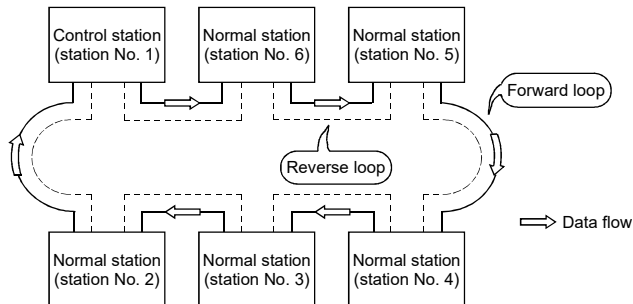 Control station
(station No. 1)
Normal station
(station No. 6)
Normal station
(station No. 5)
Forward loop
Reverse loop
Data flow
Normal station
(station No. 2)
Normal station
(station No. 3)
Normal station
(station No. 4)